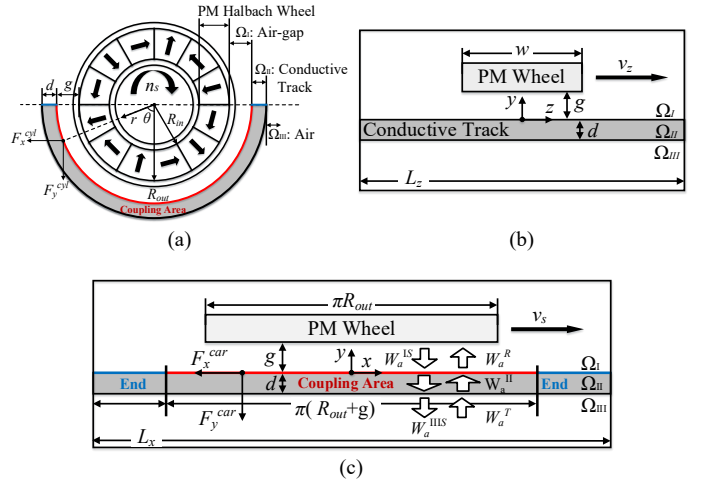 PM Halbach Wheel
Ω_I: Air-gap
Ω_II: Conductive
Track
d
g
n_s
r
θ
R_in
F_x^cyl
Ω_III: Air
F_y^cyl
R_out
Coupling Area
(a)
w
PM Wheel
v_z
y
z
g
Ω_I
Conductive Track
d
Ω_II
Ω_III
L_z
(b)
πR_out
PM Wheel
v_s
F_x^car
g
y
x
W_a^IS
W_a^R
Ω_I
End
d
Coupling Area
W_a^II
End
Ω_II
F_y^car
π( R_out+g)
W_a^IIIS
W_a^T
Ω_III
L_x
(c)